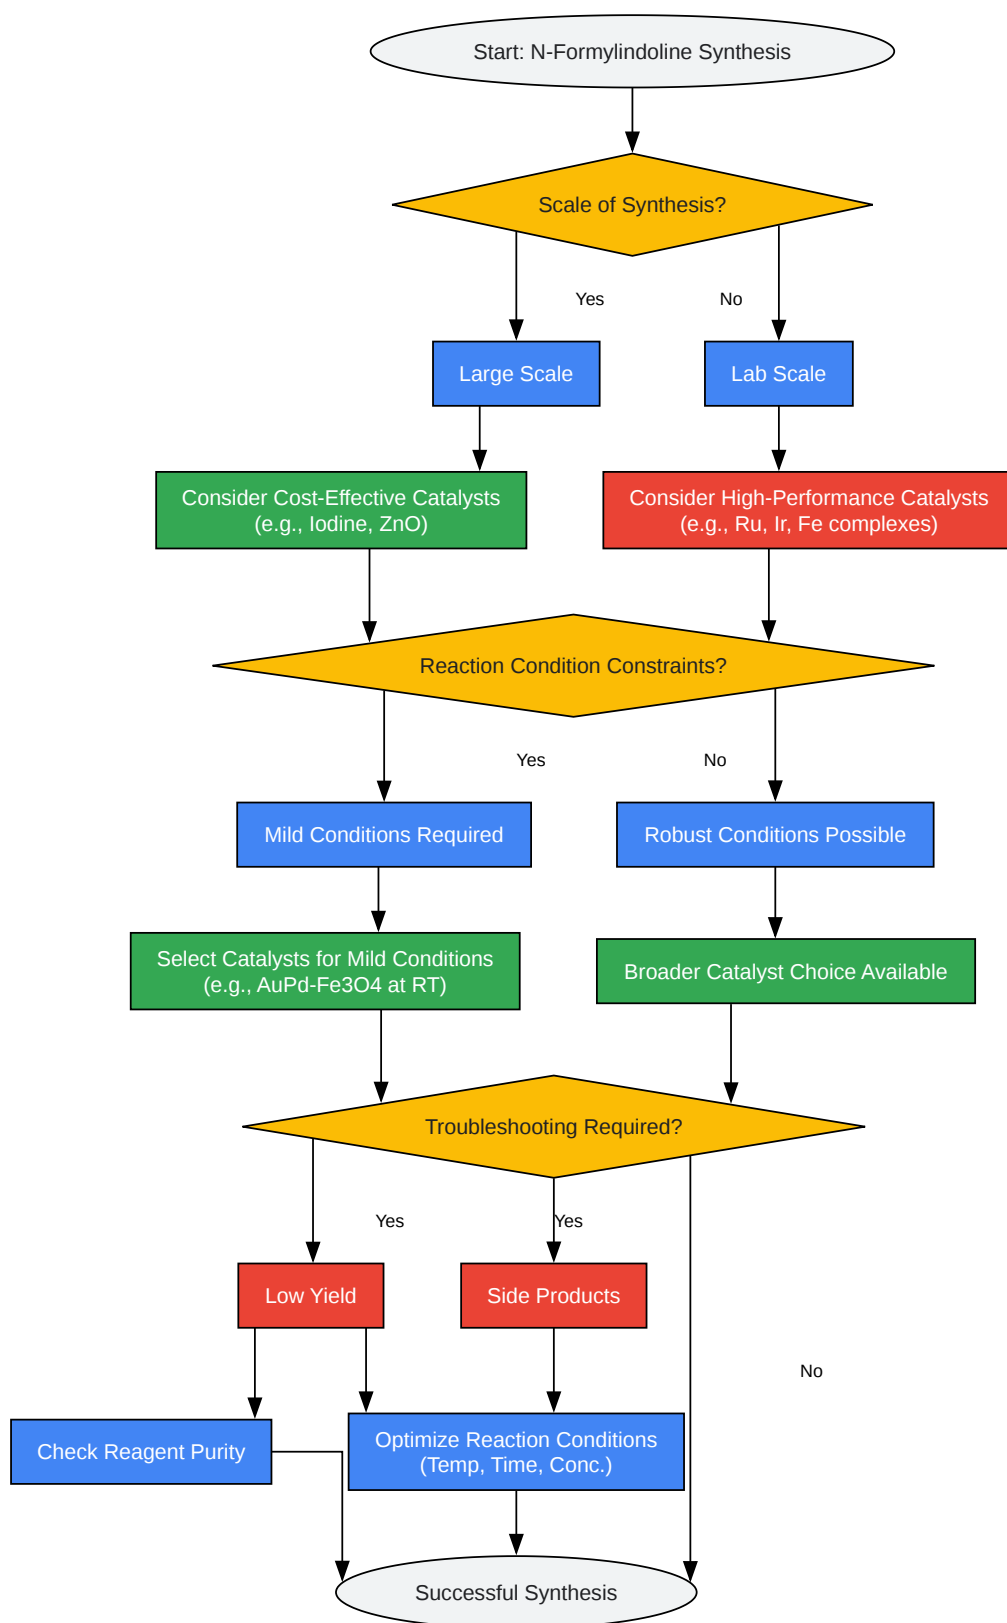 Start: N-Formylindoline Synthesis
Scale of Synthesis?
Yes
No
Large Scale
Lab Scale
Consider Cost-Effective Catalysts
(e.g., Iodine, ZnO)
Consider High-Performance Catalysts
(e.g., Ru, Ir, Fe complexes)
Reaction Condition Constraints?
Yes
No
Mild Conditions Required
Robust Conditions Possible
Select Catalysts for Mild Conditions
(e.g., AuPd-Fe3O4 at RT)
Broader Catalyst Choice Available
Troubleshooting Required?
Yes
Yes
Low Yield
Side Products
No
Check Reagent Purity
Optimize Reaction Conditions
(Temp, Time, Conc.)
Successful Synthesis